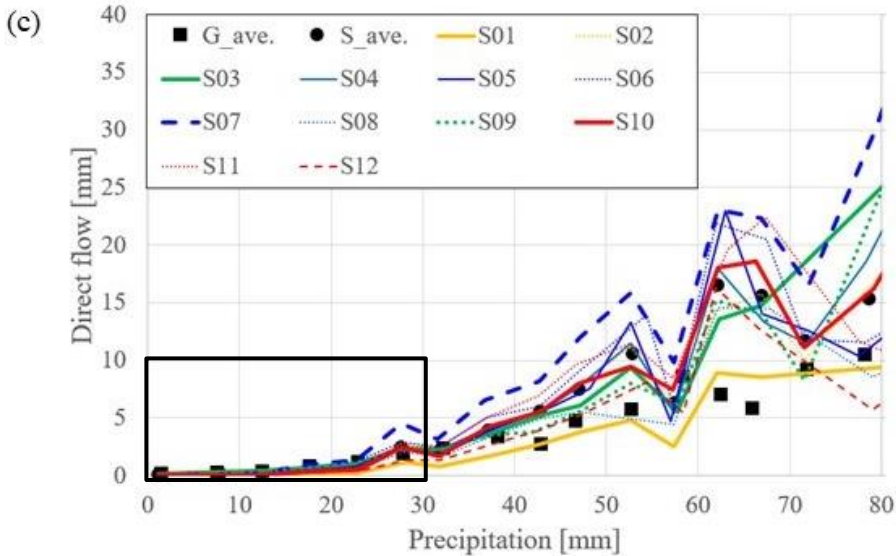 (c)
40
35
30
25
20
15
10
5
0
Direct flow [mm]
G_ave. S_ave. S01 S02
S03 S04 S05 S06
S07 S08 S09 S10
S11 S12
0 10 20 30 40 50 60 70 80
Precipitation [mm]